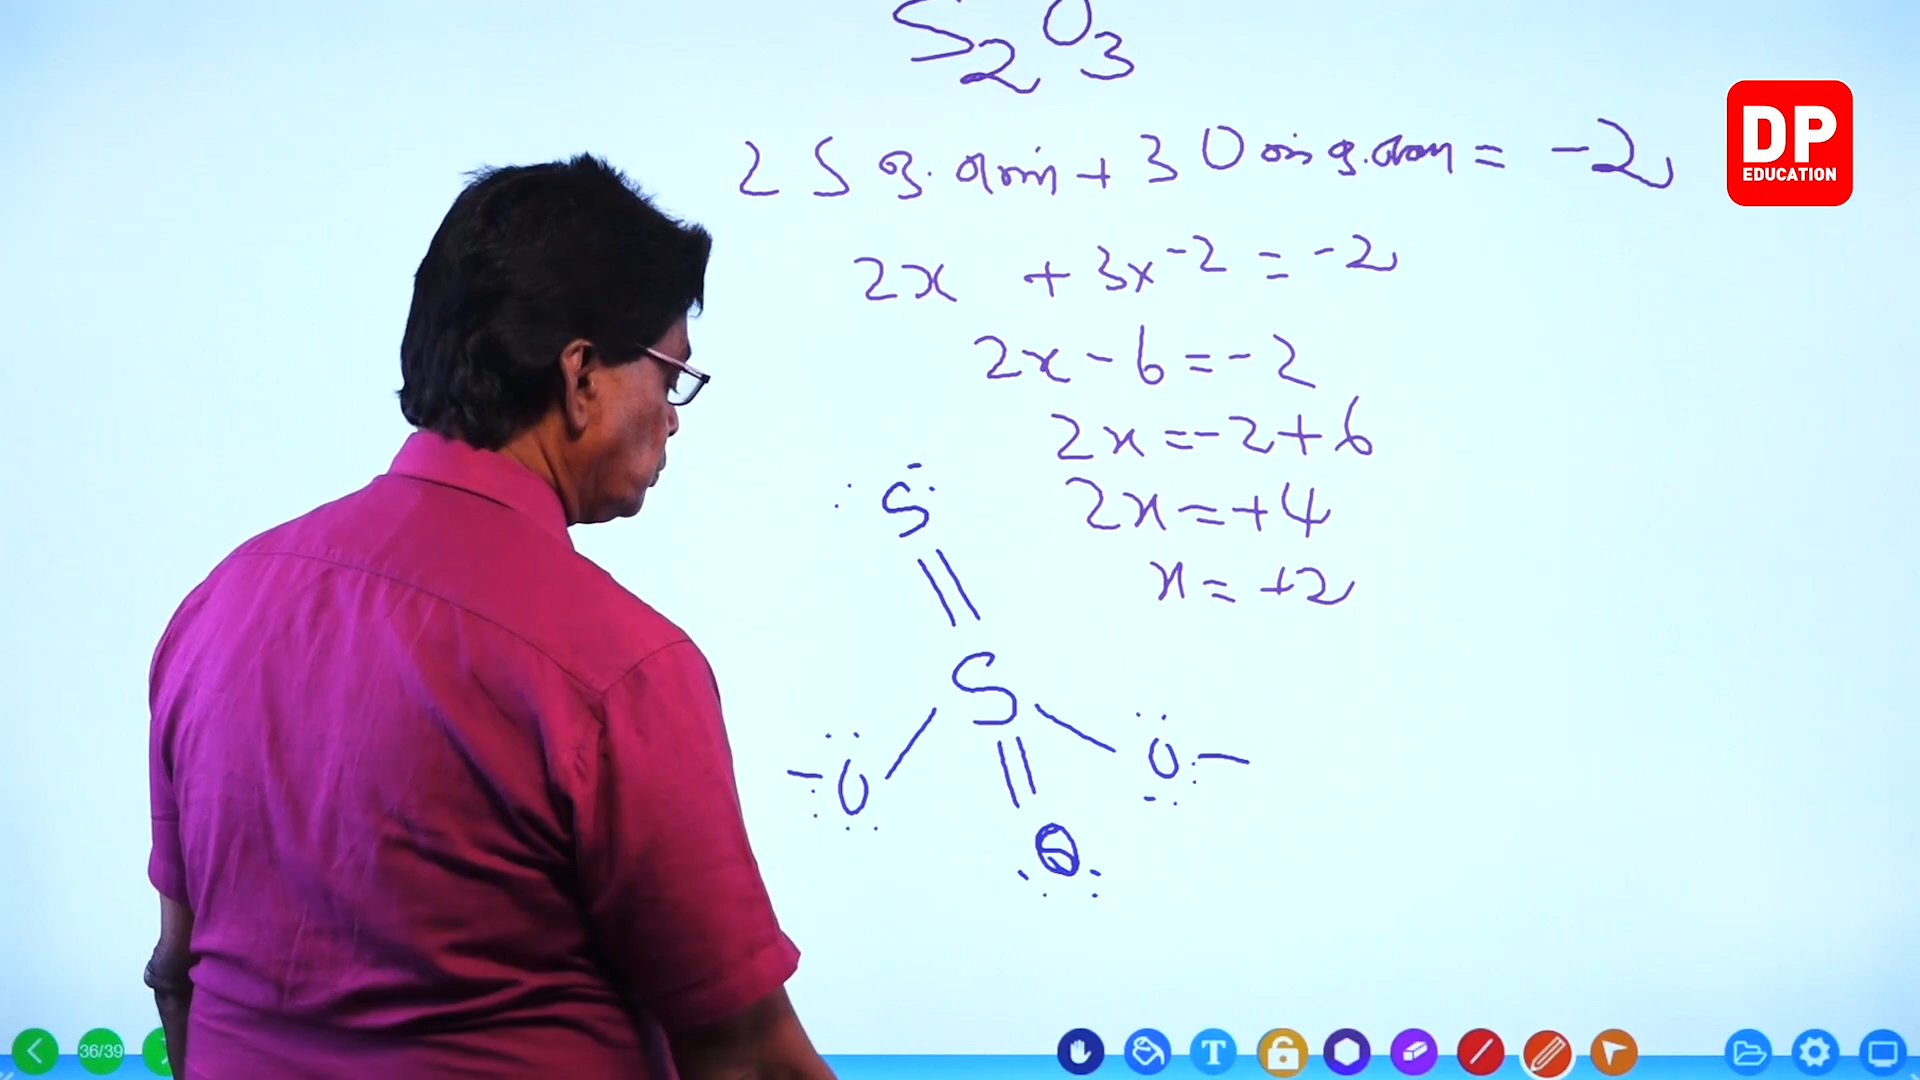 S₂O₃
2 S + 3 O = -2
2x + 3x -2 = -2
2x - 6 = -2
2x = -2 + 6
2x = +4
x = +2
S
S
-O O-
DP
EDUCATION
36/39
T